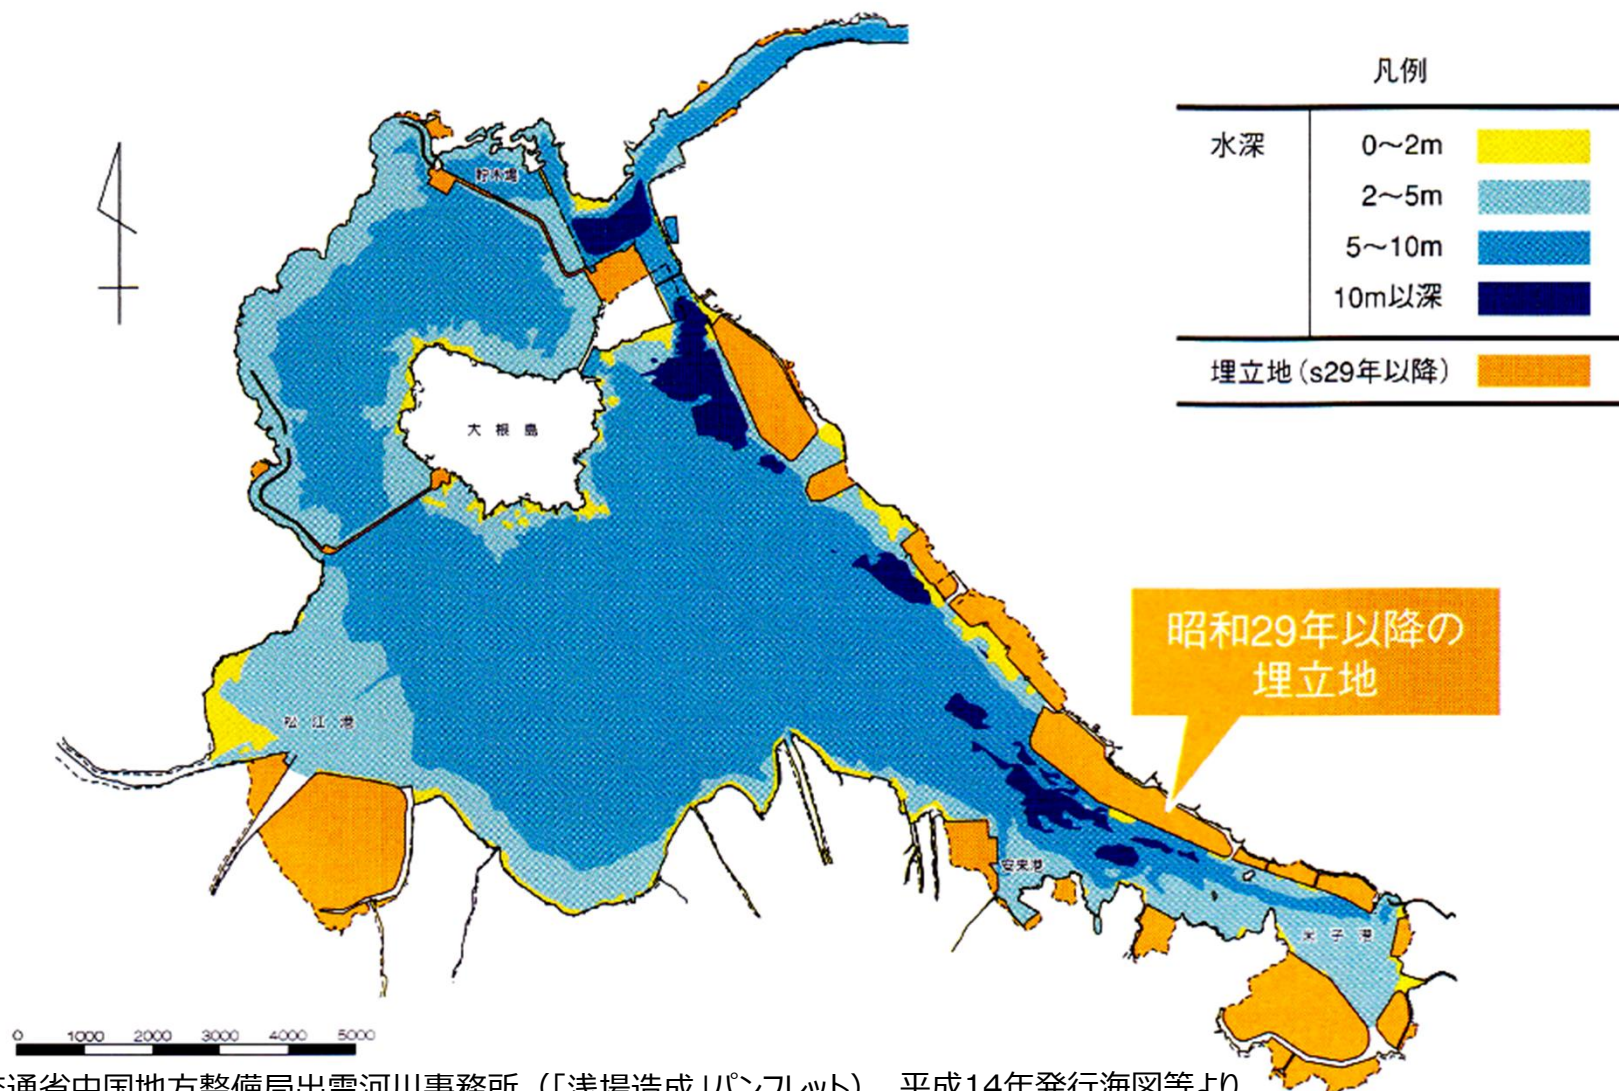 凡例
水深
0〜2m
2〜5m
5〜10m
10m以深
埋立地（s29年以降）
貯木場
大根島
昭和29年以降の
埋立地
松江港
安来港
米子港
0 1000 2000 3000 4000 5000
交通省中国地方整備局出雲河川事務所（「浅場造成」パンフレット） 平成14年発行海図等より